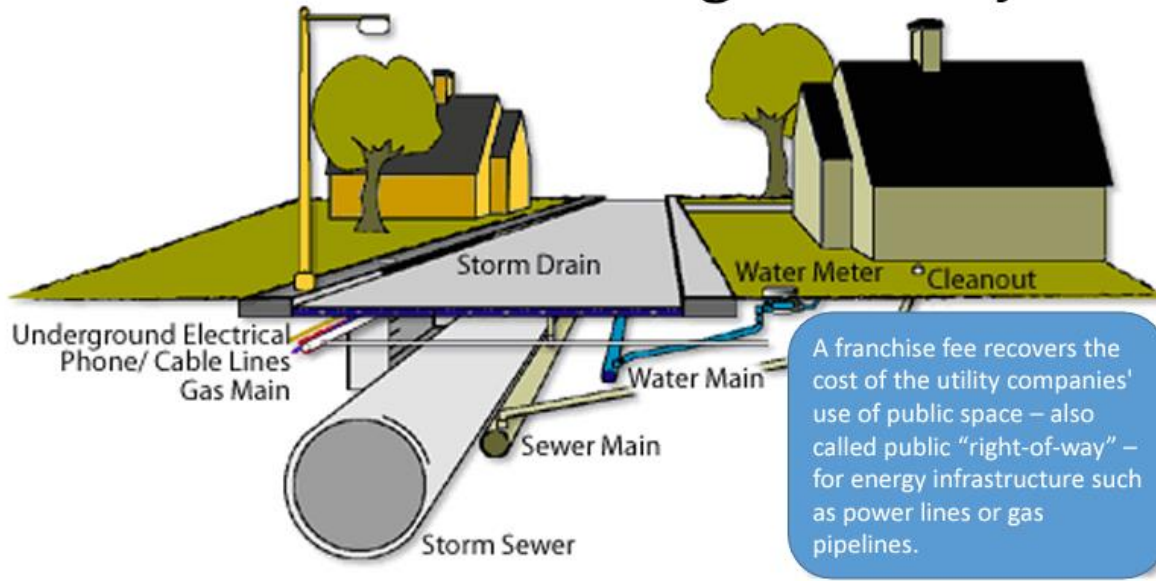 Storm Drain
Water Meter
Cleanout
Underground Electrical
Phone/ Cable Lines
Gas Main
Water Main
Sewer Main
Storm Sewer
A franchise fee recovers the
cost of the utility companies'
use of public space – also
called public “right-of-way” –
for energy infrastructure such
as power lines or gas
pipelines.